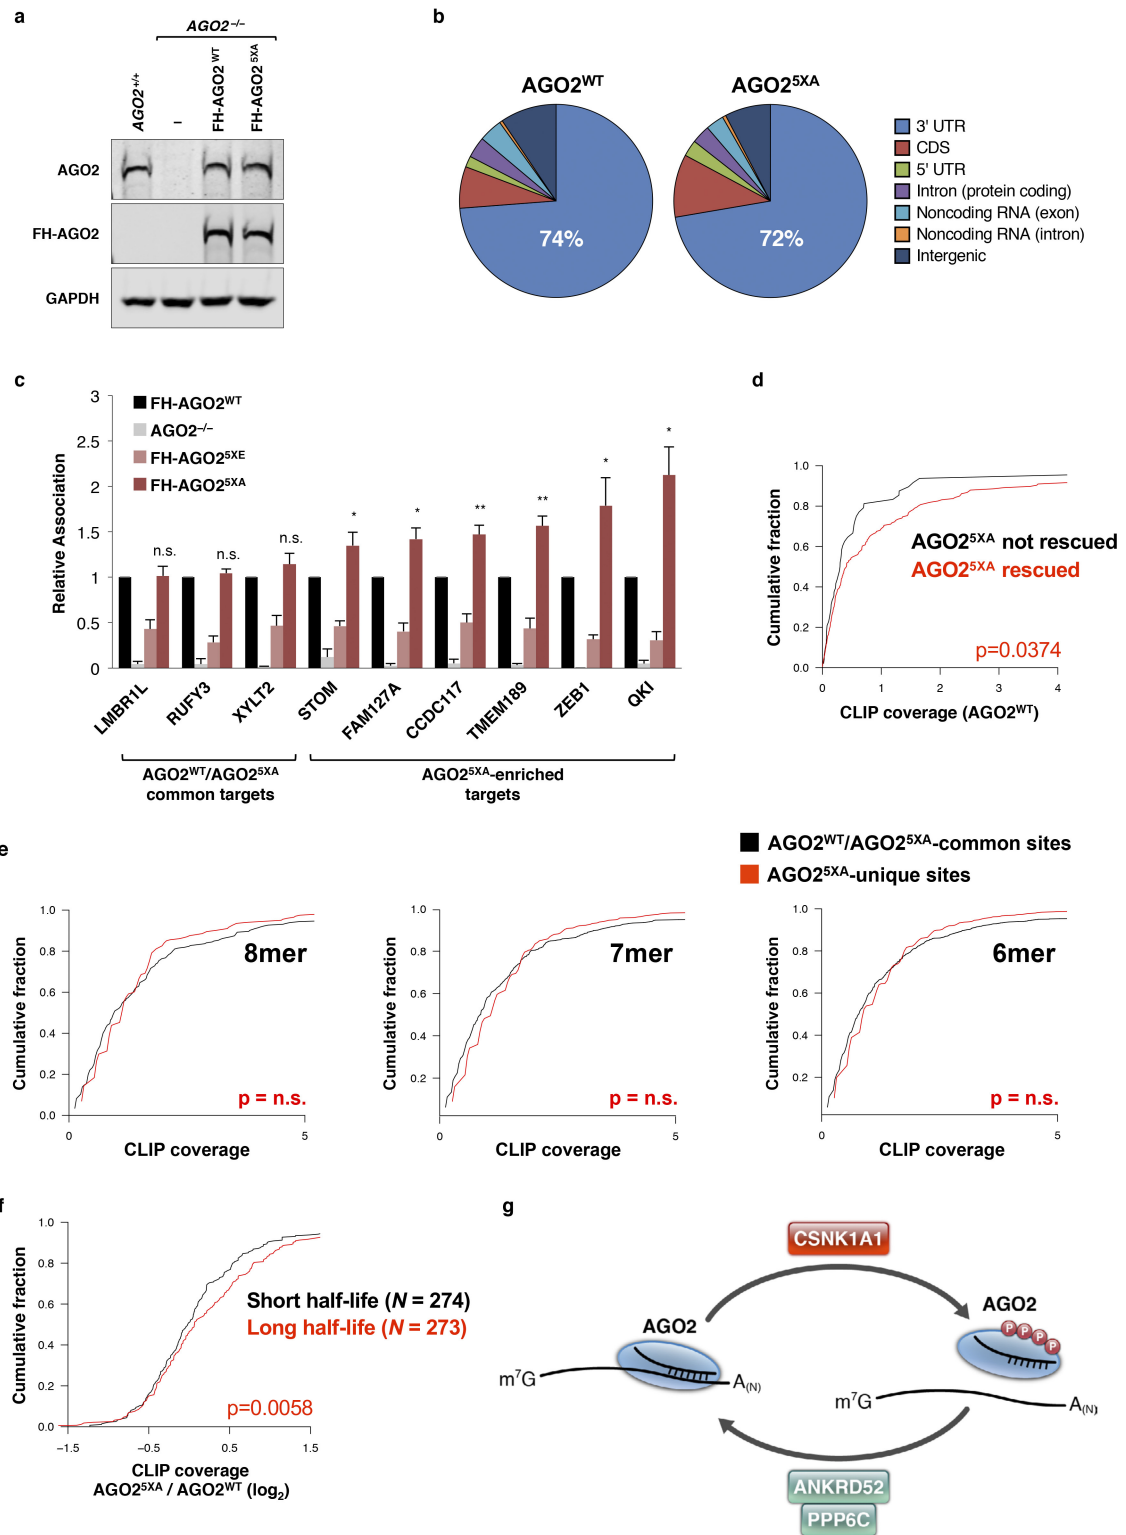 a
AGO2–/–
AGO2+/+
–
FH-AGO2WT
FH-AGO25XA
AGO2
FH-AGO2
GAPDH
b
AGO2WT
AGO25XA
74%
72%
3' UTR
CDS
5' UTR
Intron (protein coding)
Noncoding RNA (exon)
Noncoding RNA (intron)
Intergenic
c
FH-AGO2WT
AGO2–/–
FH-AGO25XE
FH-AGO25XA
Relative Association
3
2.5
2
1.5
1
0.5
0
n.s.
n.s.
n.s.
*
*
**
**
*
*
LMBR1L
RUFY3
XYLT2
STOM
FAM127A
CCDC117
TMEM189
ZEB1
QKI
AGO2WT/AGO25XA
common targets
AGO25XA-enriched
targets
d
Cumulative fraction
1.0
0.8
0.6
0.4
0.2
0.0
AGO25XA not rescued
AGO25XA rescued
p=0.0374
0 1 2 3 4
CLIP coverage (AGO2WT)
e
AGO2WT/AGO25XA-common sites
AGO25XA-unique sites
Cumulative fraction
1.0
0.8
0.6
0.4
0.2
0.0
8mer
p = n.s.
0 5
CLIP coverage
Cumulative fraction
1.0
0.8
0.6
0.4
0.2
7mer
p = n.s.
0 5
CLIP coverage
Cumulative fraction
1.0
0.8
0.6
0.4
0.2
6mer
p = n.s.
0 5
CLIP coverage
f
Cumulative fraction
1.0
0.8
0.6
0.4
0.2
0.0
Short half-life (N = 274)
Long half-life (N = 273)
p=0.0058
–1.5 –0.5 0.5 1.5
CLIP coverage
AGO25XA / AGO2WT (log2)
g
CSNK1A1
AGO2
m7G
A(N)
AGO2
P P P P
m7G
A(N)
ANKRD52
PPP6C